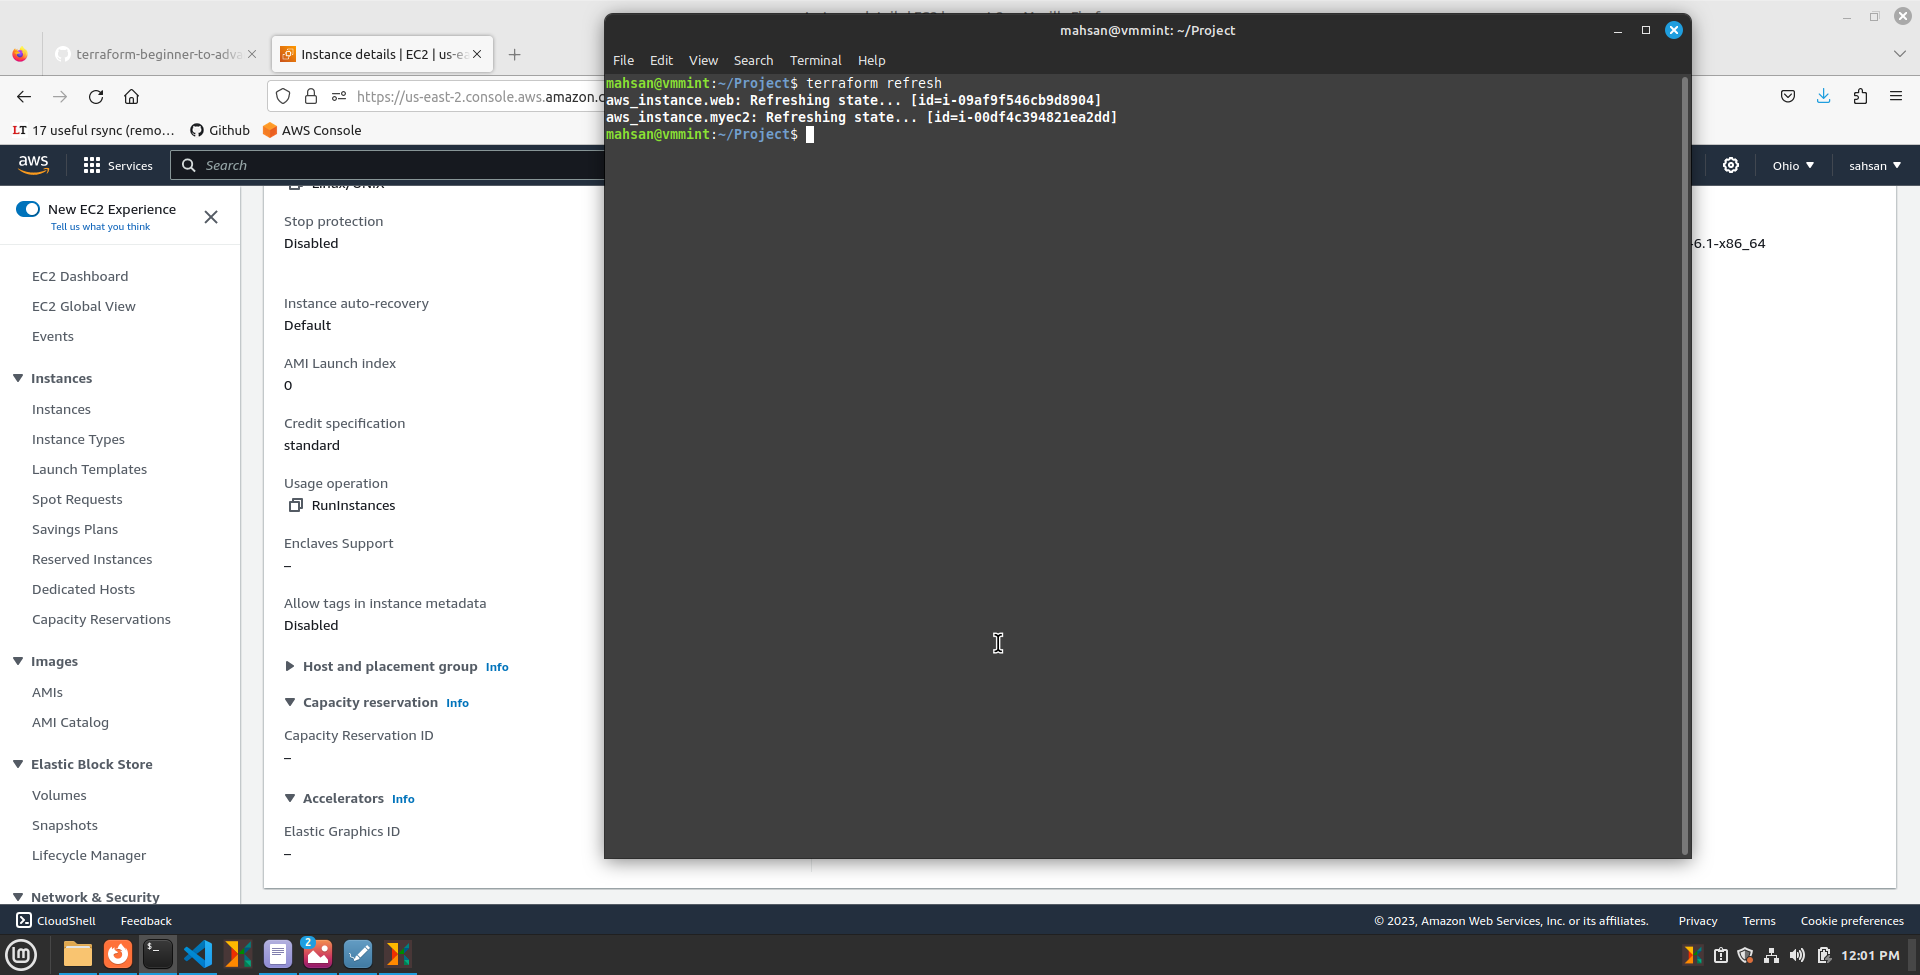 mahsan@vmmint: ~/Project
terraform-beginner-to-adva
Instance details | EC2 | us-ea
File Edit View Search Terminal Help
mahsan@vmmint:~/Project$ terraform refresh
aws_instance.web: Refreshing state... [id=i-09af9f546cb9d8904]
aws_instance.myec2: Refreshing state... [id=i-00df4c394821ea2dd]
mahsan@vmmint:~/Project$
https://us-east-2.console.aws.amazon.c
LT 17 useful rsync (remo… Github AWS Console
aws Services Search Ohio sahsan
New EC2 Experience
Tell us what you think
EC2 Dashboard
EC2 Global View
Events
Instances
Instances
Instance Types
Launch Templates
Spot Requests
Savings Plans
Reserved Instances
Dedicated Hosts
Capacity Reservations
Images
AMIs
AMI Catalog
Elastic Block Store
Volumes
Snapshots
Lifecycle Manager
Network & Security
Linux/UNIX
Stop protection
Disabled
-6.1-x86_64
Instance auto-recovery
Default
AMI Launch index
0
Credit specification
standard
Usage operation
RunInstances
Enclaves Support
–
Allow tags in instance metadata
Disabled
Host and placement group Info
Capacity reservation Info
Capacity Reservation ID
–
Accelerators Info
Elastic Graphics ID
–
CloudShell Feedback © 2023, Amazon Web Services, Inc. or its affiliates. Privacy Terms Cookie preferences
2
12:01 PM